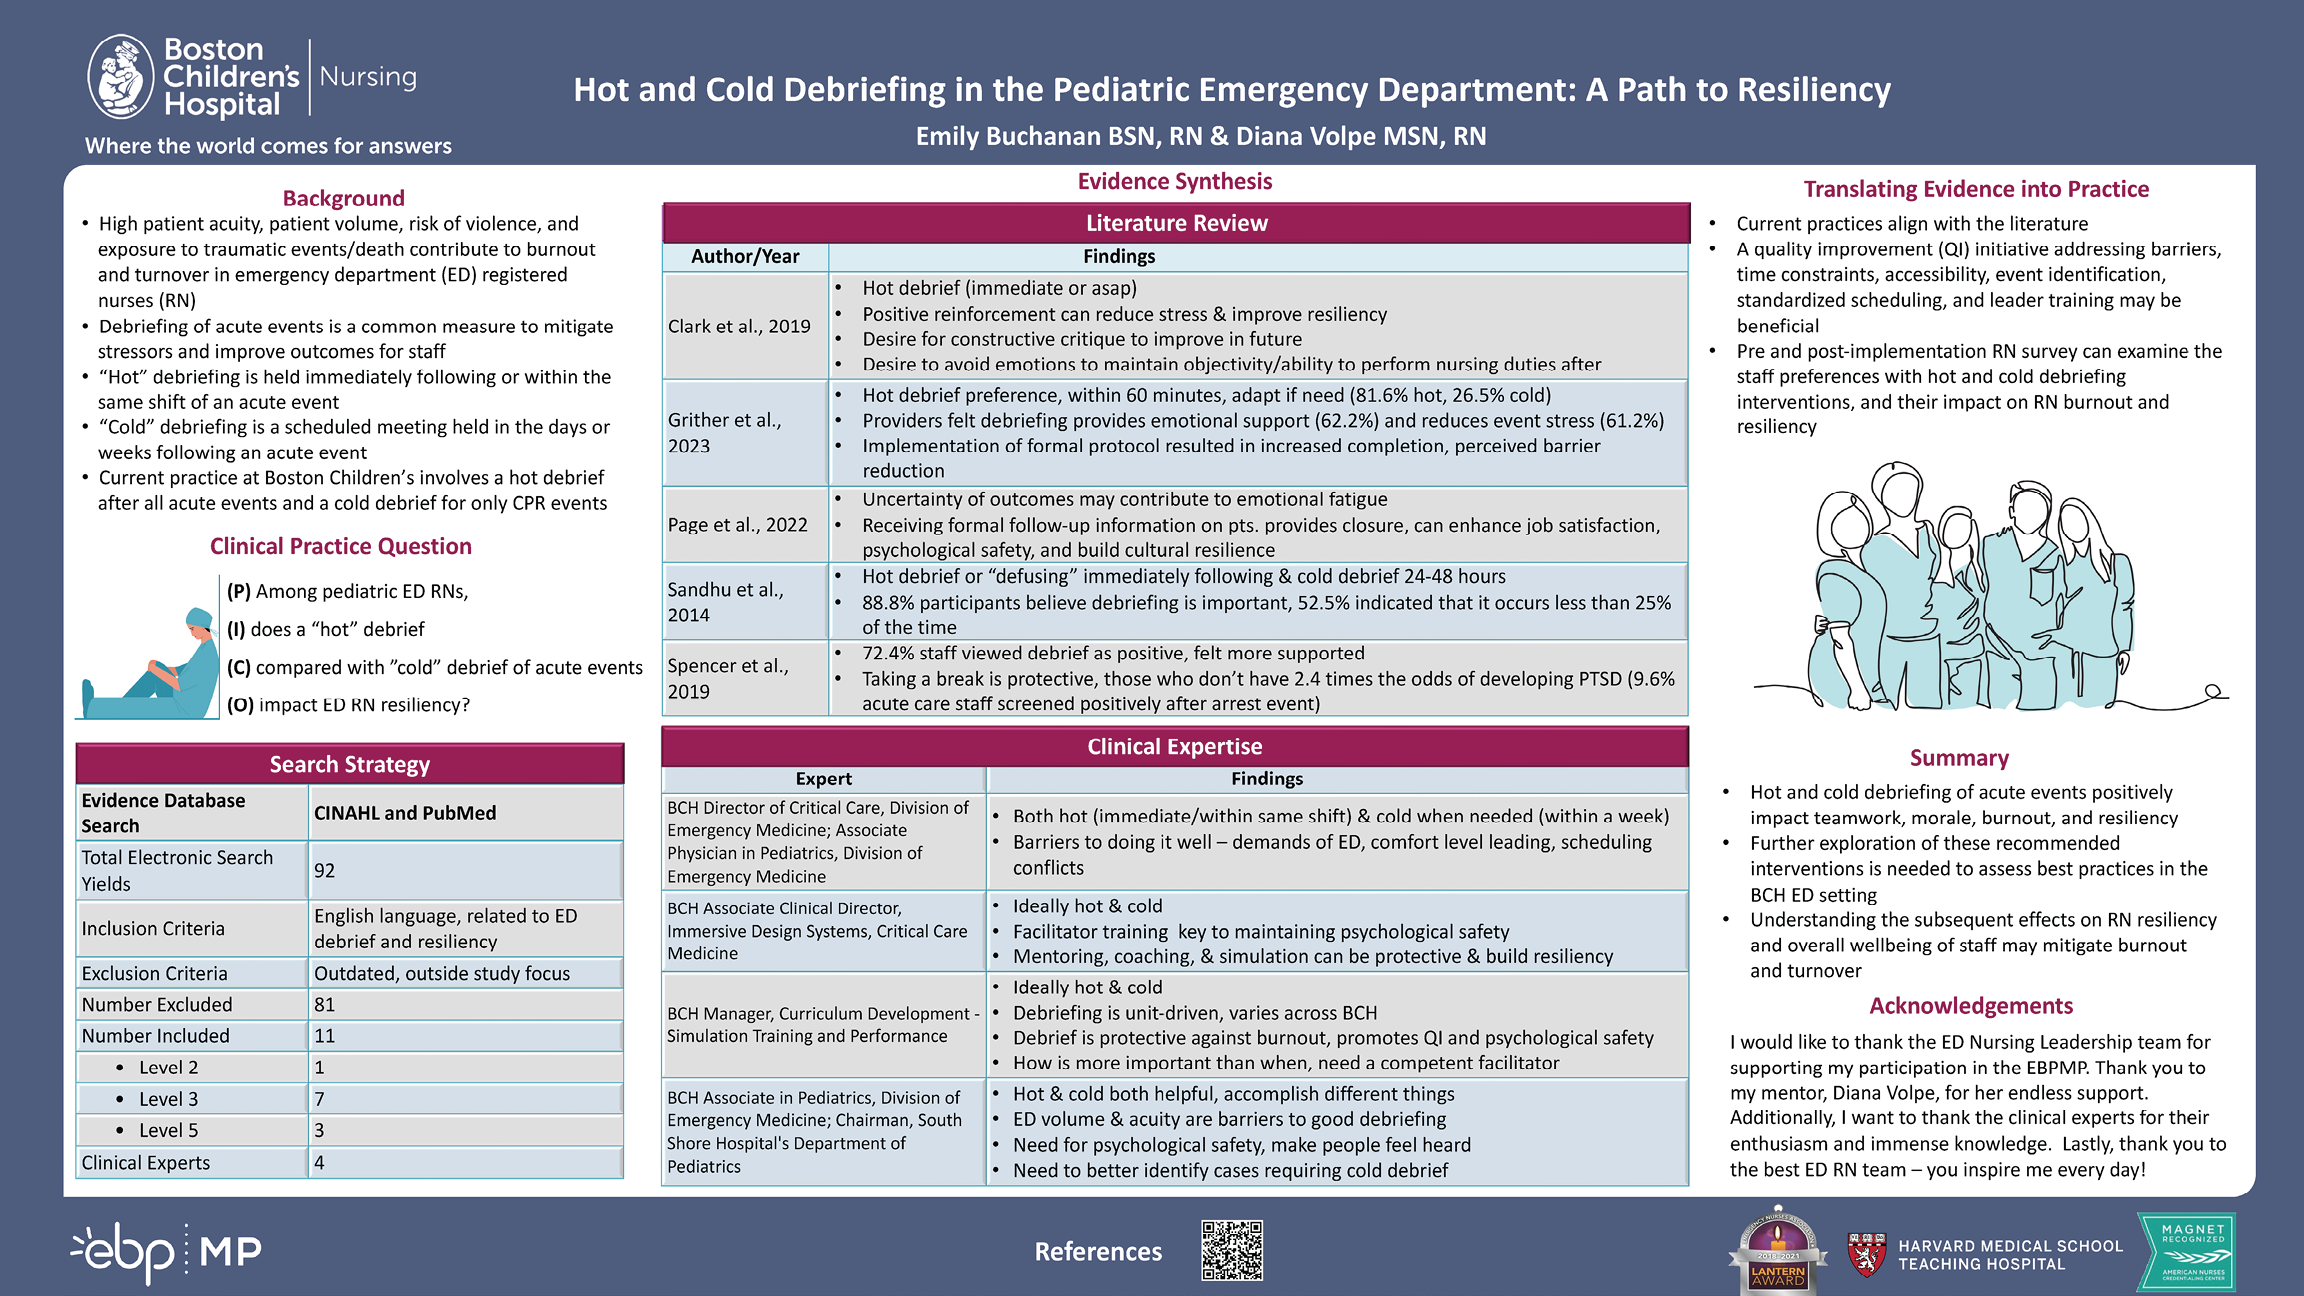 Boston
Children's
Hospital
Nursing
Where the world comes for answers
Hot and Cold Debriefing in the Pediatric Emergency Department: A Path to Resiliency
Emily Buchanan BSN, RN & Diana Volpe MSN, RN
Background
• High patient acuity, patient volume, risk of violence, and
exposure to traumatic events/death contribute to burnout
and turnover in emergency department (ED) registered
nurses (RN)
• Debriefing of acute events is a common measure to mitigate
stressors and improve outcomes for staff
• “Hot” debriefing is held immediately following or within the
same shift of an acute event
• “Cold” debriefing is a scheduled meeting held in the days or
weeks following an acute event
• Current practice at Boston Children’s involves a hot debrief
after all acute events and a cold debrief for only CPR events
Clinical Practice Question
(P) Among pediatric ED RNs,
(I) does a “hot” debrief
(C) compared with ”cold” debrief of acute events
(O) impact ED RN resiliency?
Search Strategy
Evidence Database
Search
CINAHL and PubMed
Total Electronic Search
Yields
92
Inclusion Criteria
English language, related to ED
debrief and resiliency
Exclusion Criteria
Outdated, outside study focus
Number Excluded
81
Number Included
11
• Level 2
1
• Level 3
7
• Level 5
3
Clinical Experts
4
Evidence Synthesis
Literature Review
Author/Year
Findings
Clark et al., 2019
• Hot debrief (immediate or asap)
• Positive reinforcement can reduce stress & improve resiliency
• Desire for constructive critique to improve in future
• Desire to avoid emotions to maintain objectivity/ability to perform nursing duties after
Grither et al.,
2023
• Hot debrief preference, within 60 minutes, adapt if need (81.6% hot, 26.5% cold)
• Providers felt debriefing provides emotional support (62.2%) and reduces event stress (61.2%)
• Implementation of formal protocol resulted in increased completion, perceived barrier
reduction
Page et al., 2022
• Uncertainty of outcomes may contribute to emotional fatigue
• Receiving formal follow-up information on pts. provides closure, can enhance job satisfaction,
psychological safety, and build cultural resilience
Sandhu et al.,
2014
• Hot debrief or “defusing” immediately following & cold debrief 24-48 hours
• 88.8% participants believe debriefing is important, 52.5% indicated that it occurs less than 25%
of the time
Spencer et al.,
2019
• 72.4% staff viewed debrief as positive, felt more supported
• Taking a break is protective, those who don’t have 2.4 times the odds of developing PTSD (9.6%
acute care staff screened positively after arrest event)
Clinical Expertise
Expert
Findings
BCH Director of Critical Care, Division of
Emergency Medicine; Associate
Physician in Pediatrics, Division of
Emergency Medicine
• Both hot (immediate/within same shift) & cold when needed (within a week)
• Barriers to doing it well – demands of ED, comfort level leading, scheduling
conflicts
BCH Associate Clinical Director,
Immersive Design Systems, Critical Care
Medicine
• Ideally hot & cold
• Facilitator training key to maintaining psychological safety
• Mentoring, coaching, & simulation can be protective & build resiliency
BCH Manager, Curriculum Development -
Simulation Training and Performance
• Ideally hot & cold
• Debriefing is unit-driven, varies across BCH
• Debrief is protective against burnout, promotes QI and psychological safety
• How is more important than when, need a competent facilitator
BCH Associate in Pediatrics, Division of
Emergency Medicine; Chairman, South
Shore Hospital's Department of
Pediatrics
• Hot & cold both helpful, accomplish different things
• ED volume & acuity are barriers to good debriefing
• Need for psychological safety, make people feel heard
• Need to better identify cases requiring cold debrief
Translating Evidence into Practice
• Current practices align with the literature
• A quality improvement (QI) initiative addressing barriers,
time constraints, accessibility, event identification,
standardized scheduling, and leader training may be
beneficial
• Pre and post-implementation RN survey can examine the
staff preferences with hot and cold debriefing
interventions, and their impact on RN burnout and
resiliency
Summary
• Hot and cold debriefing of acute events positively
impact teamwork, morale, burnout, and resiliency
• Further exploration of these recommended
interventions is needed to assess best practices in the
BCH ED setting
• Understanding the subsequent effects on RN resiliency
and overall wellbeing of staff may mitigate burnout
and turnover
Acknowledgements
I would like to thank the ED Nursing Leadership team for
supporting my participation in the EBPMP. Thank you to
my mentor, Diana Volpe, for her endless support.
Additionally, I want to thank the clinical experts for their
enthusiasm and immense knowledge. Lastly, thank you to
the best ED RN team – you inspire me every day!
ebp MP
References
EMERGENCY NURSES ASSOCIATION
2018-2021
LANTERN
AWARD
HARVARD MEDICAL SCHOOL
TEACHING HOSPITAL
MAGNET
RECOGNIZED
AMERICAN NURSES
CREDENTIALING CENTER